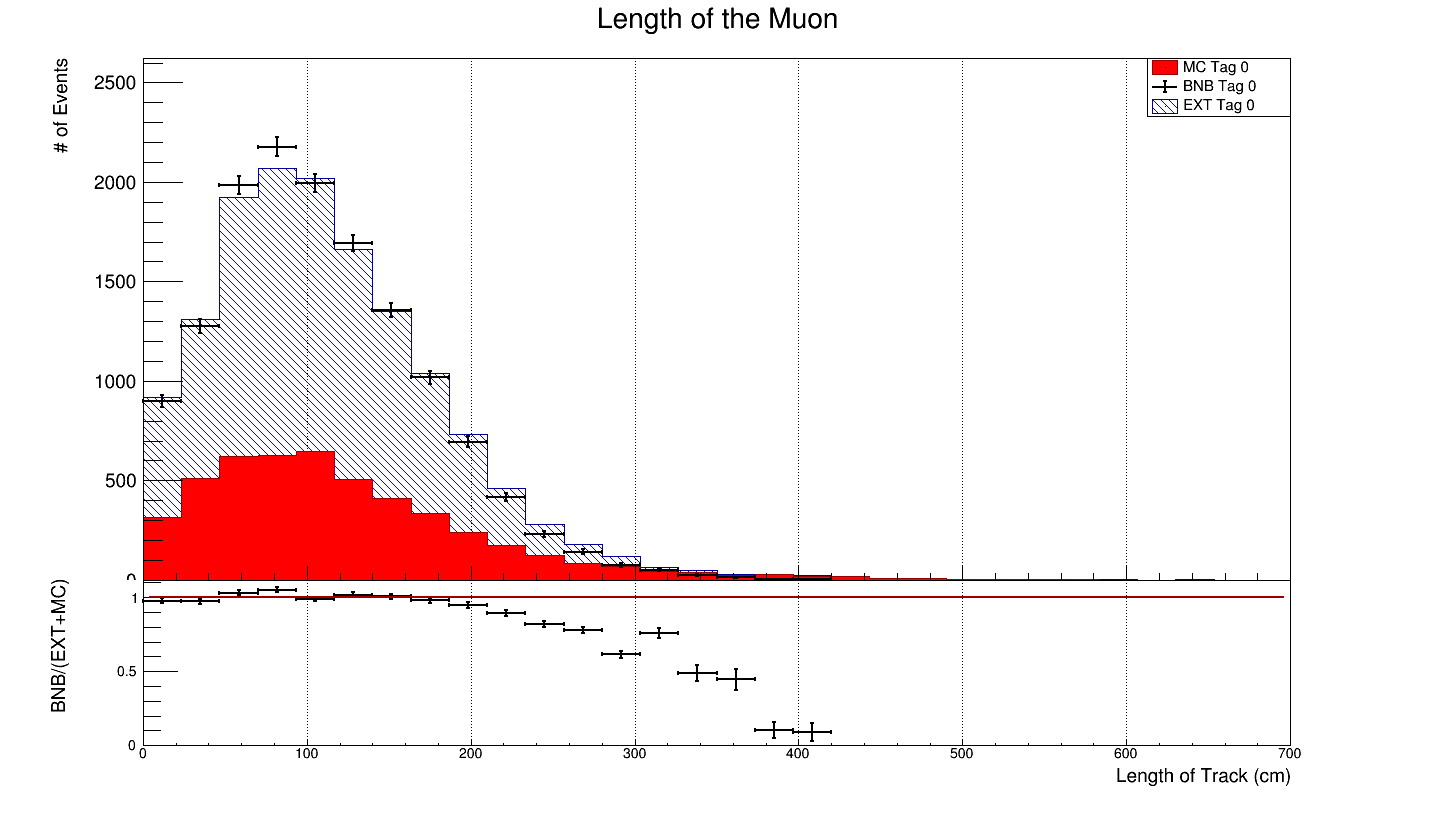 Length of the Muon
# of Events
2500
2000
1500
1000
500
0
MC Tag 0
BNB Tag 0
EXT Tag 0
BNB/(EXT+MC)
1
0.5
0
0 100 200 300 400 500 600 700
Length of Track (cm)